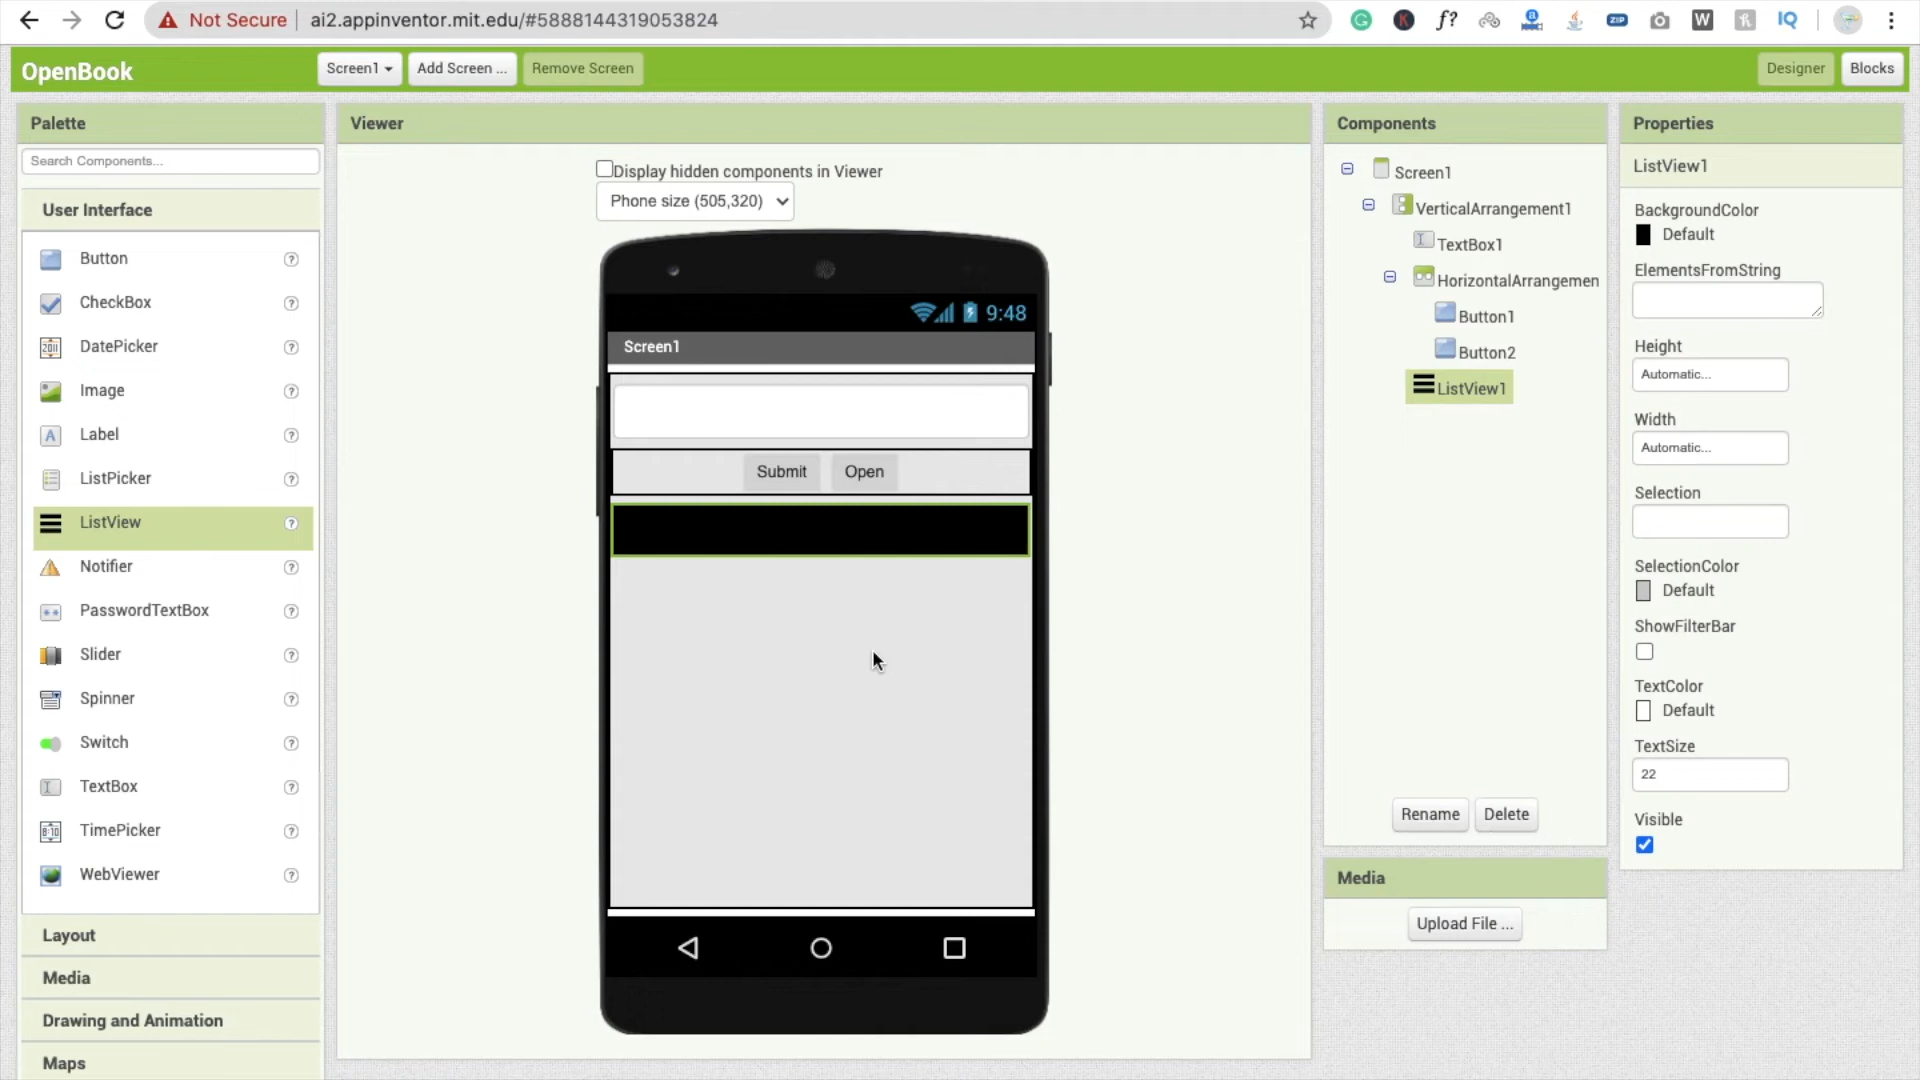 Not Secure
ai2.appinventor.mit.edu/#5888144319053824
OpenBook
Screen1
Add Screen ...
Remove Screen
Designer
Blocks
Palette
Search Components...
User Interface
Button
CheckBox
DatePicker
Image
Label
ListPicker
ListView
Notifier
PasswordTextBox
Slider
Spinner
Switch
TextBox
TimePicker
WebViewer
Layout
Media
Drawing and Animation
Maps
Viewer
Display hidden components in Viewer
Phone size (505,320)
9:48
Screen1
Submit
Open
Components
Screen1
VerticalArrangement1
TextBox1
HorizontalArrangemen
Button1
Button2
ListView1
Rename
Delete
Media
Upload File ...
Properties
ListView1
BackgroundColor
Default
ElementsFromString
Height
Automatic...
Width
Automatic...
Selection
SelectionColor
Default
ShowFilterBar
TextColor
Default
TextSize
22
Visible